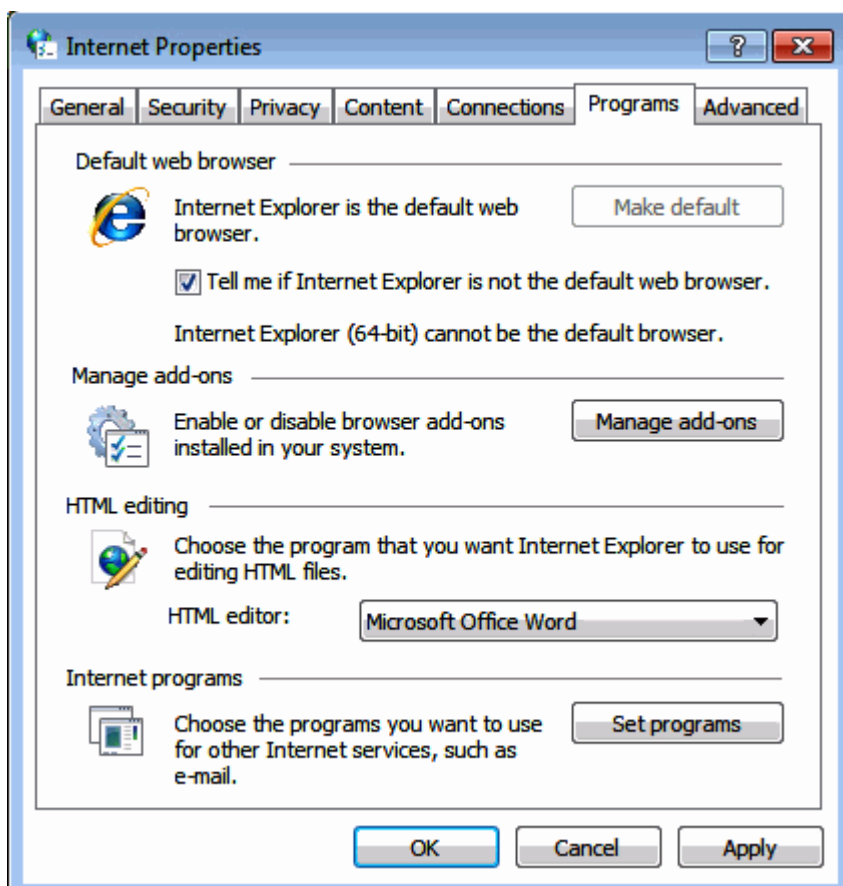 Internet Properties
General Security Privacy Content Connections Programs Advanced
Default web browser
Internet Explorer is the default web
browser.
Make default
Tell me if Internet Explorer is not the default web browser.
Internet Explorer (64-bit) cannot be the default browser.
Manage add-ons
Enable or disable browser add-ons
installed in your system.
Manage add-ons
HTML editing
Choose the program that you want Internet Explorer to use for
editing HTML files.
HTML editor: Microsoft Office Word
Internet programs
Choose the programs you want to use
for other Internet services, such as
e-mail.
Set programs
OK Cancel Apply